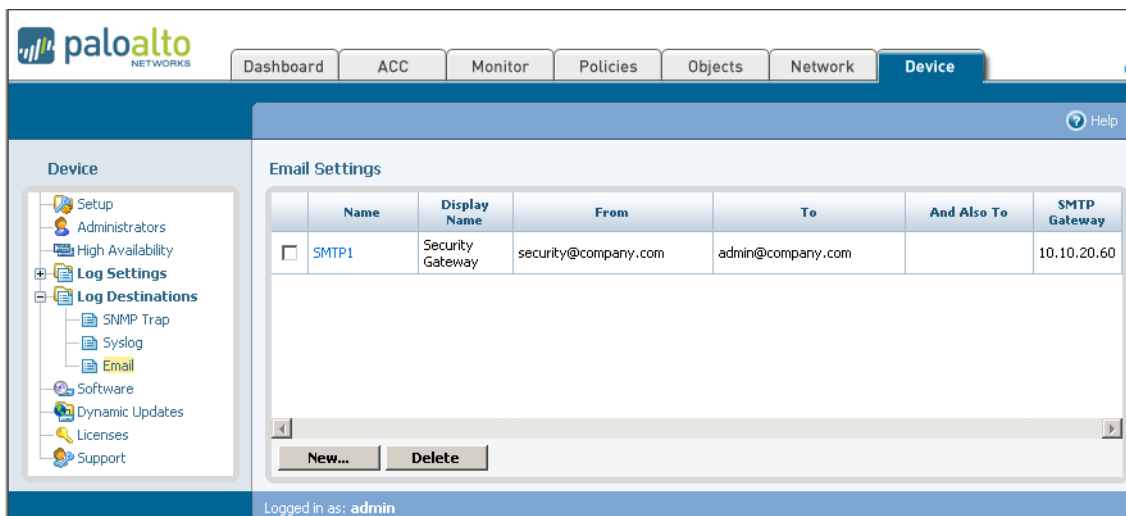 paloalto
NETWORKS
Dashboard ACC Monitor Policies Objects Network Device
Help
Device
Setup
Administrators
High Availability
Log Settings
Log Destinations
SNMP Trap
Syslog
Email
Software
Dynamic Updates
Licenses
Support
Email Settings
Name Display Name From To And Also To SMTP Gateway
SMTP1 Security Gateway security@company.com admin@company.com 10.10.20.60
New... Delete
Logged in as: admin